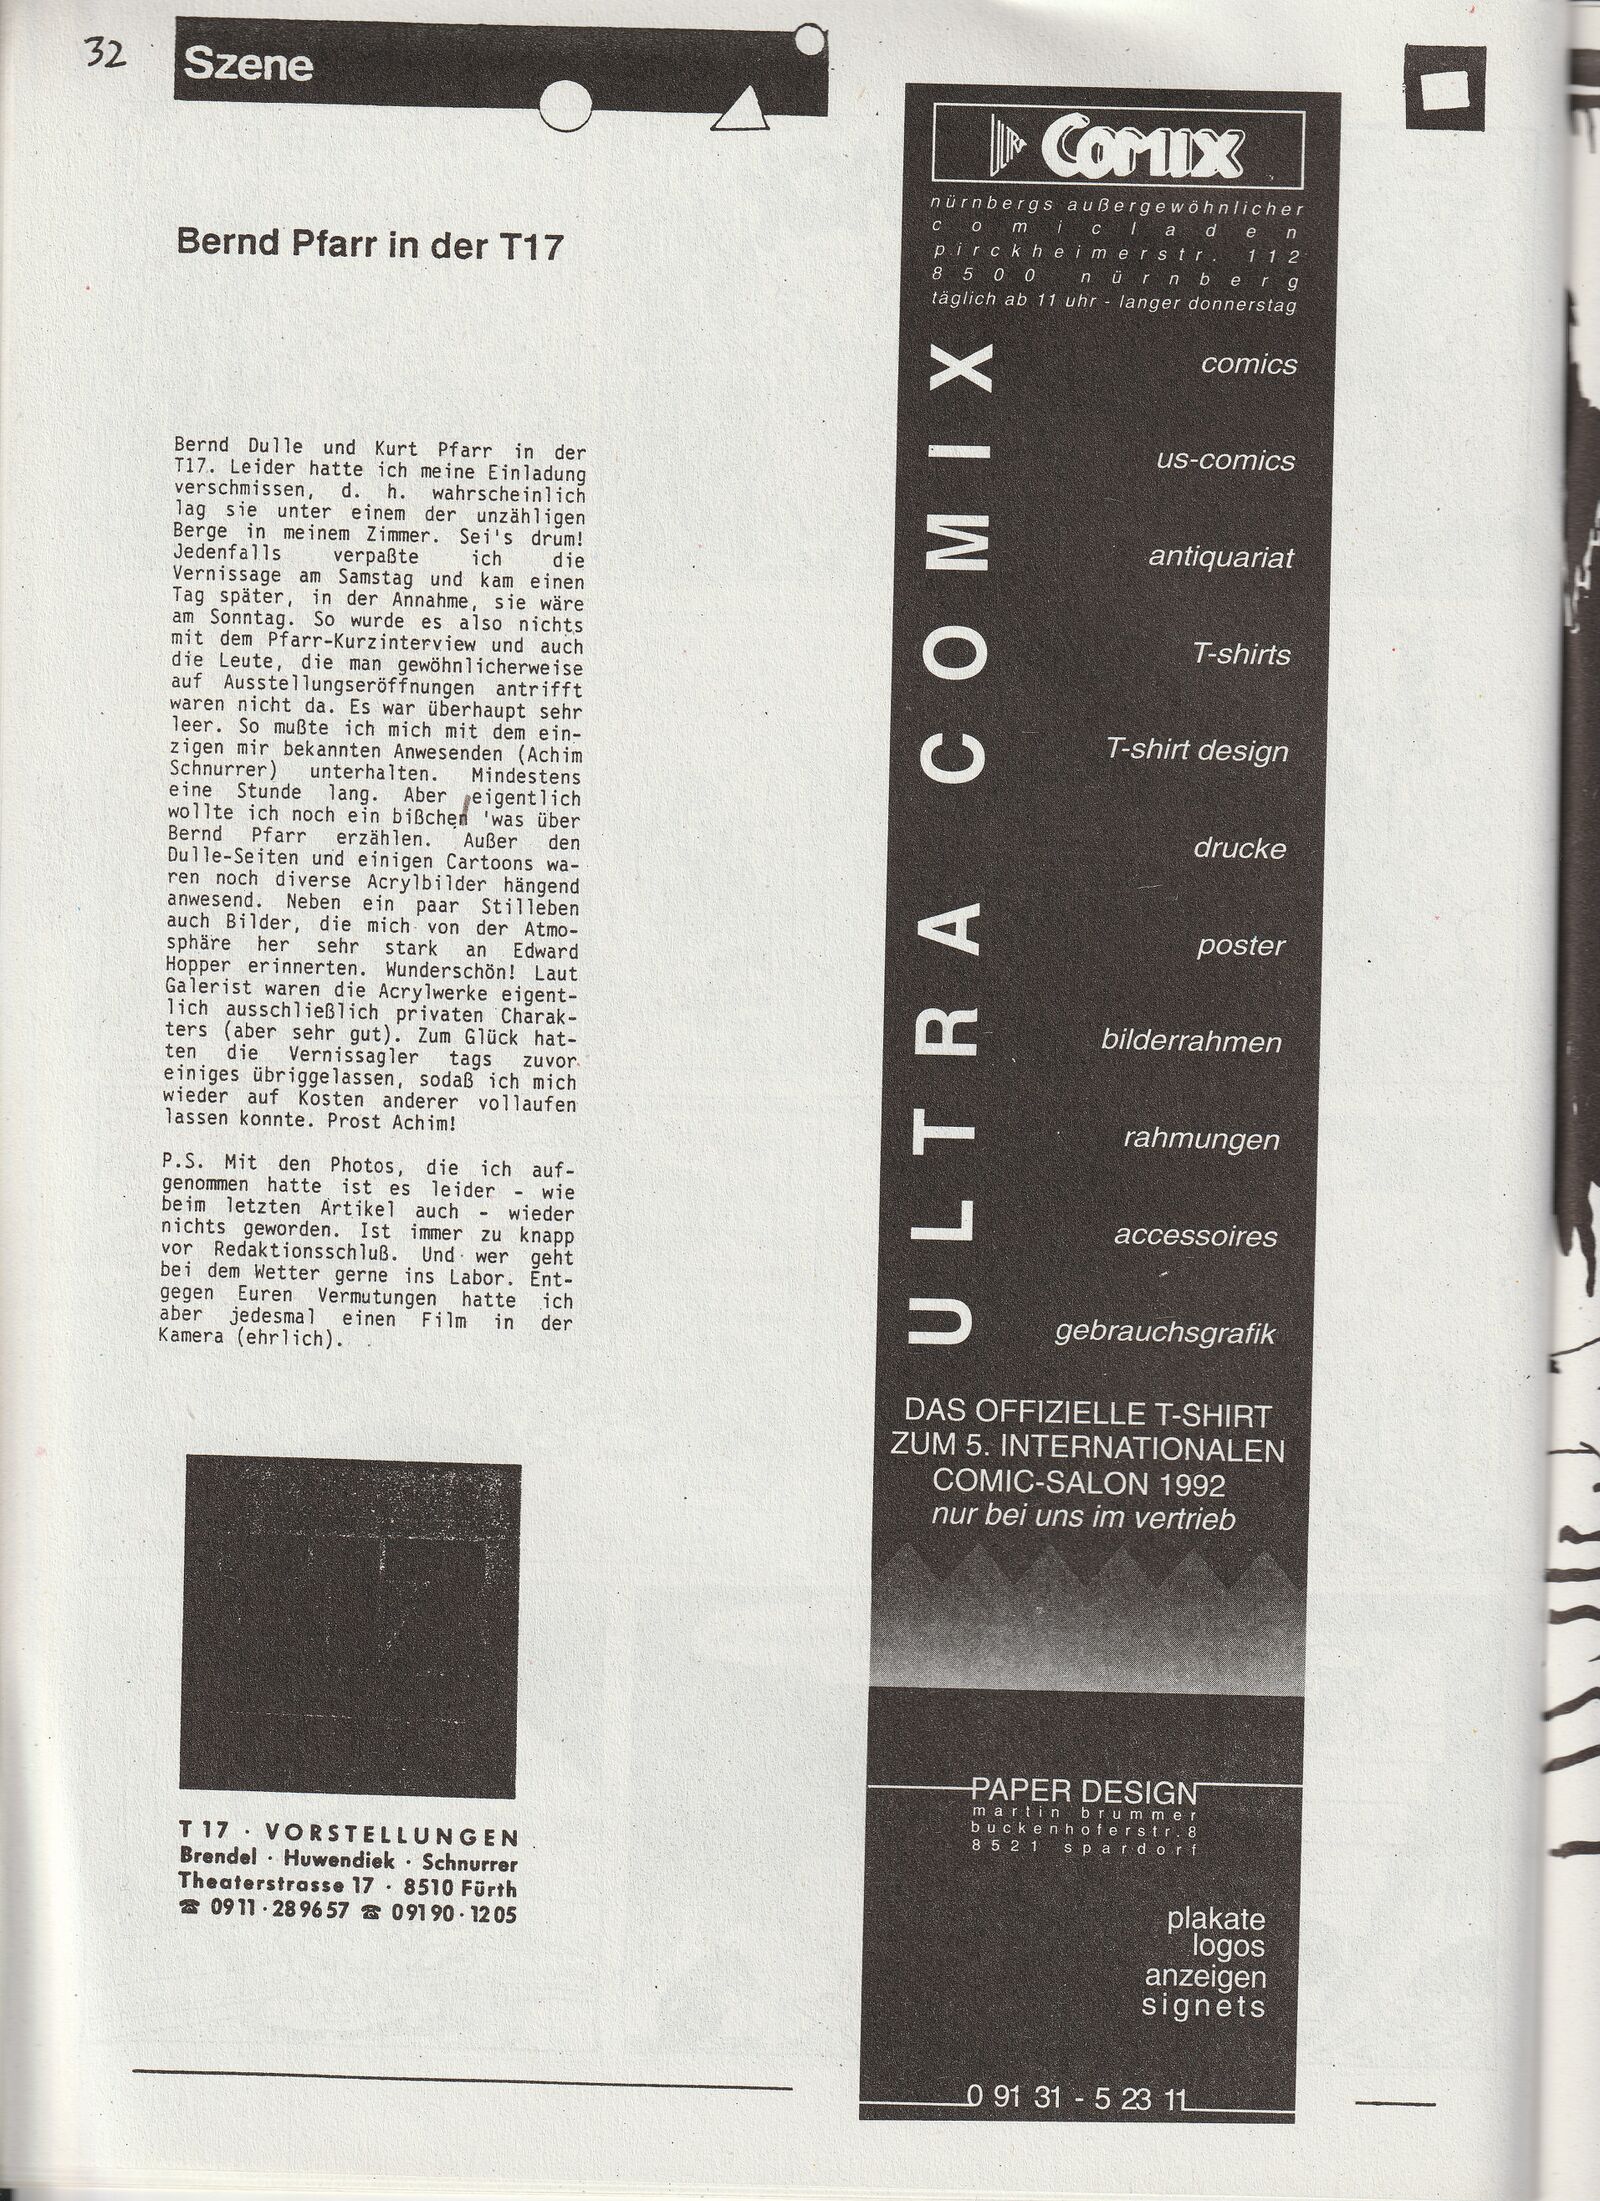 32
Szene
Bernd Pfarr in der T17
Bernd Dulle und Kurt Pfarr in der
T17. Leider hatte ich meine Einladung
verschmissen, d. h. wahrscheinlich
lag sie unter einem der unzähligen
Berge in meinem Zimmer. Sei's drum!
Jedenfalls verpaßte ich die
Vernissage am Samstag und kam einen
Tag später, in der Annahme, sie wäre
am Sonntag. So wurde es also nichts
mit dem Pfarr-Kurzinterview und auch
die Leute, die man gewöhnlicherweise
auf Ausstellungseröffnungen antrifft
waren nicht da. Es war überhaupt sehr
leer. So mußte ich mich mit dem ein-
zigen mir bekannten Anwesenden (Achim
Schnurrer) unterhalten. Mindestens
eine Stunde lang. Aber eigentlich
wollte ich noch ein bißchen 'was über
Bernd Pfarr erzählen. Außer den
Dulle-Seiten und einigen Cartoons wa-
ren noch diverse Acrylbilder hängend
anwesend. Neben ein paar Stilleben
auch Bilder, die mich von der Atmo-
sphäre her sehr stark an Edward
Hopper erinnerten. Wunderschön! Laut
Galerist waren die Acrylwerke eigent-
lich ausschließlich privaten Charak-
ters (aber sehr gut). Zum Glück hat-
ten die Vernissagler tags zuvor
einiges übriggelassen, sodaß ich mich
wieder auf Kosten anderer vollaufen
lassen konnte. Prost Achim!
P.S. Mit den Photos, die ich auf-
genommen hatte ist es leider - wie
beim letzten Artikel auch - wieder
nichts geworden. Ist immer zu knapp
vor Redaktionsschluß. Und wer geht
bei dem Wetter gerne ins Labor. Ent-
gegen Euren Vermutungen hatte ich
aber jedesmal einen Film in der
Kamera (ehrlich).
T 17 · VORSTELLUNGEN
Brendel · Huwendiek · Schnurrer
Theaterstrasse 17 · 8510 Fürth
☎ 0911 · 289657 ☎ 09190 · 1205
ULTRA COMIX
nürnbergs außergewöhnlicher
comicladen
pirckheimerstr. 112
8500 nürnberg
täglich ab 11 uhr - langer donnerstag
ULTRA COMIX
comics
us-comics
antiquariat
T-shirts
T-shirt design
drucke
poster
bilderrahmen
rahmungen
accessoires
gebrauchsgrafik
DAS OFFIZIELLE T-SHIRT
ZUM 5. INTERNATIONALEN
COMIC-SALON 1992
nur bei uns im vertrieb
PAPER DESIGN
martin brummer
buckenhoferstr.8
8521 spardorf
plakate
logos
anzeigen
signets
0 91 31 - 5 23 11